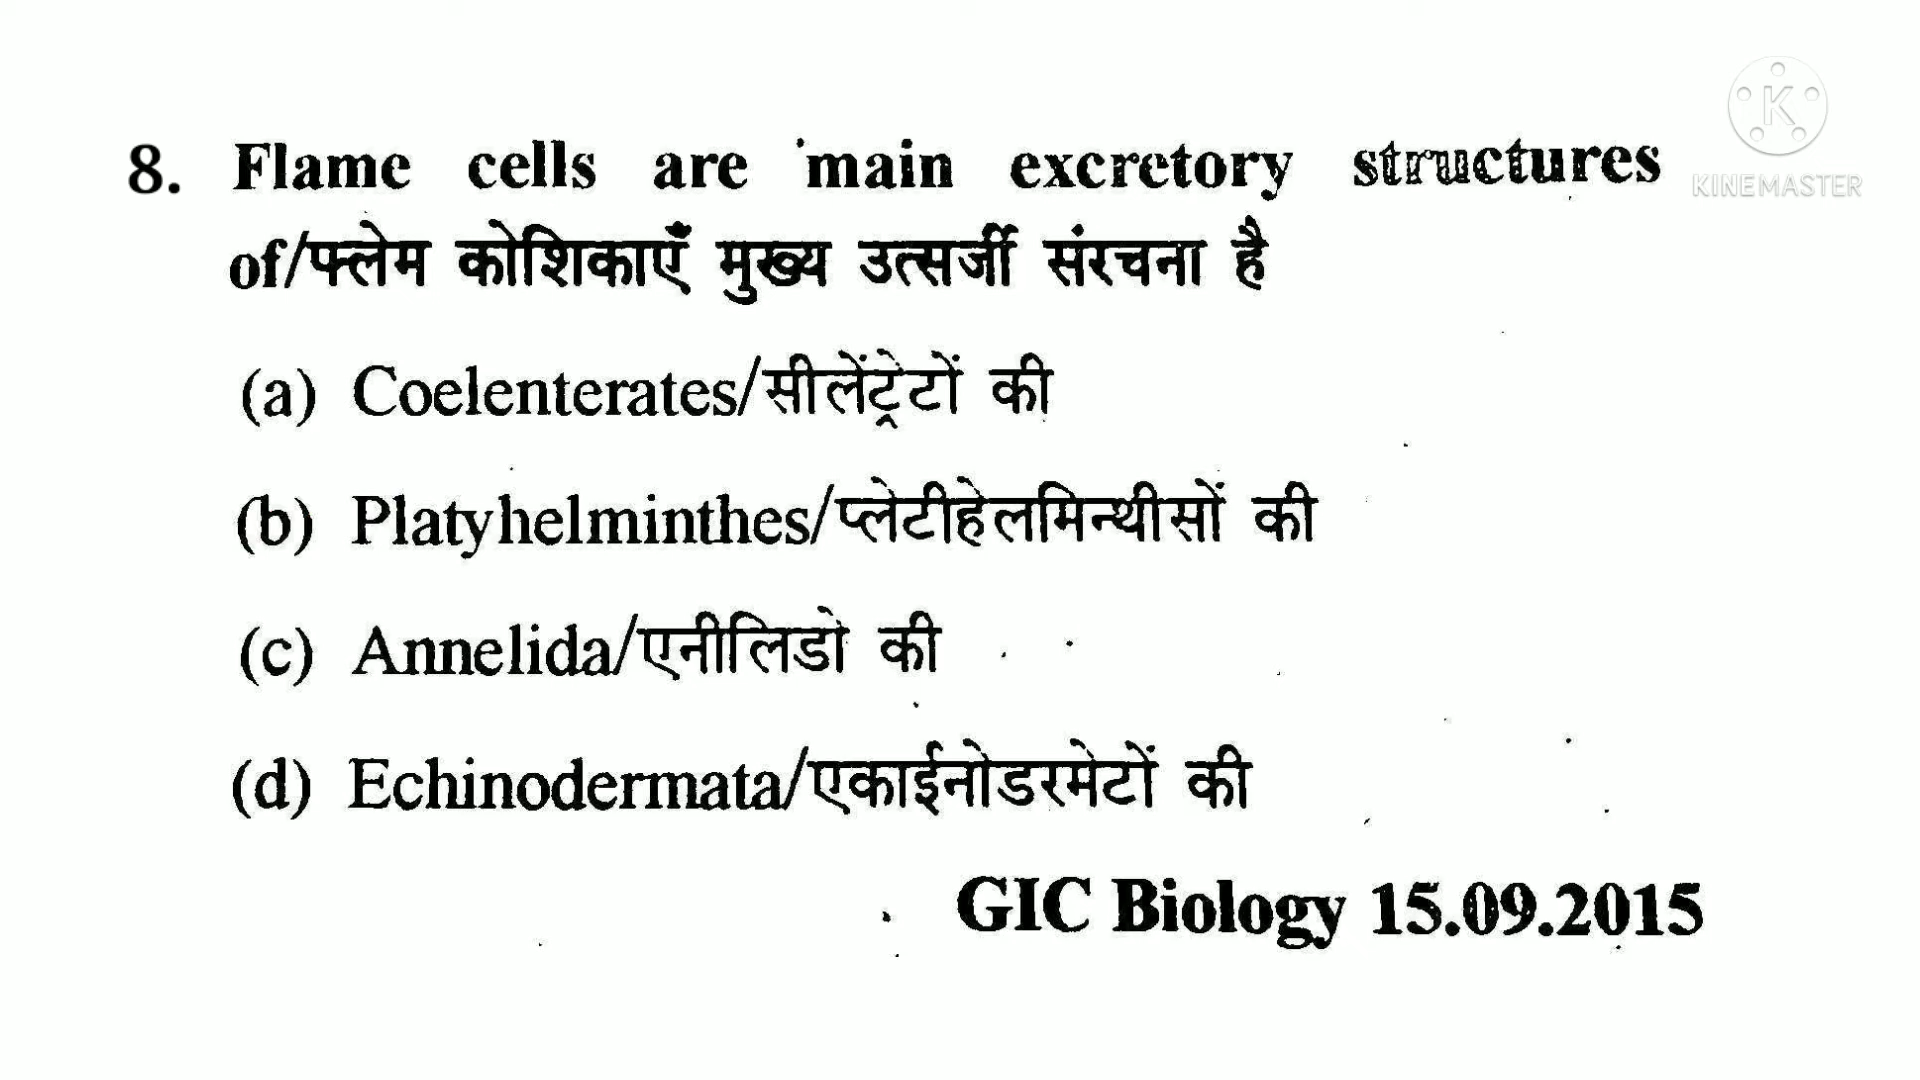 K
KINEMASTER
8. Flame cells are main excretory structures
of/फ्लेम कोशिकाएँ मुख्य उत्सर्जी संरचना है
(a) Coelenterates/सीलेंट्रेटों की
(b) Platyhelminthes/प्लेटीहेलमिन्थीसों की
(c) Annelida/एनीलिडो की
(d) Echinodermata/एकाईनोडरमेटों की
GIC Biology 15.09.2015